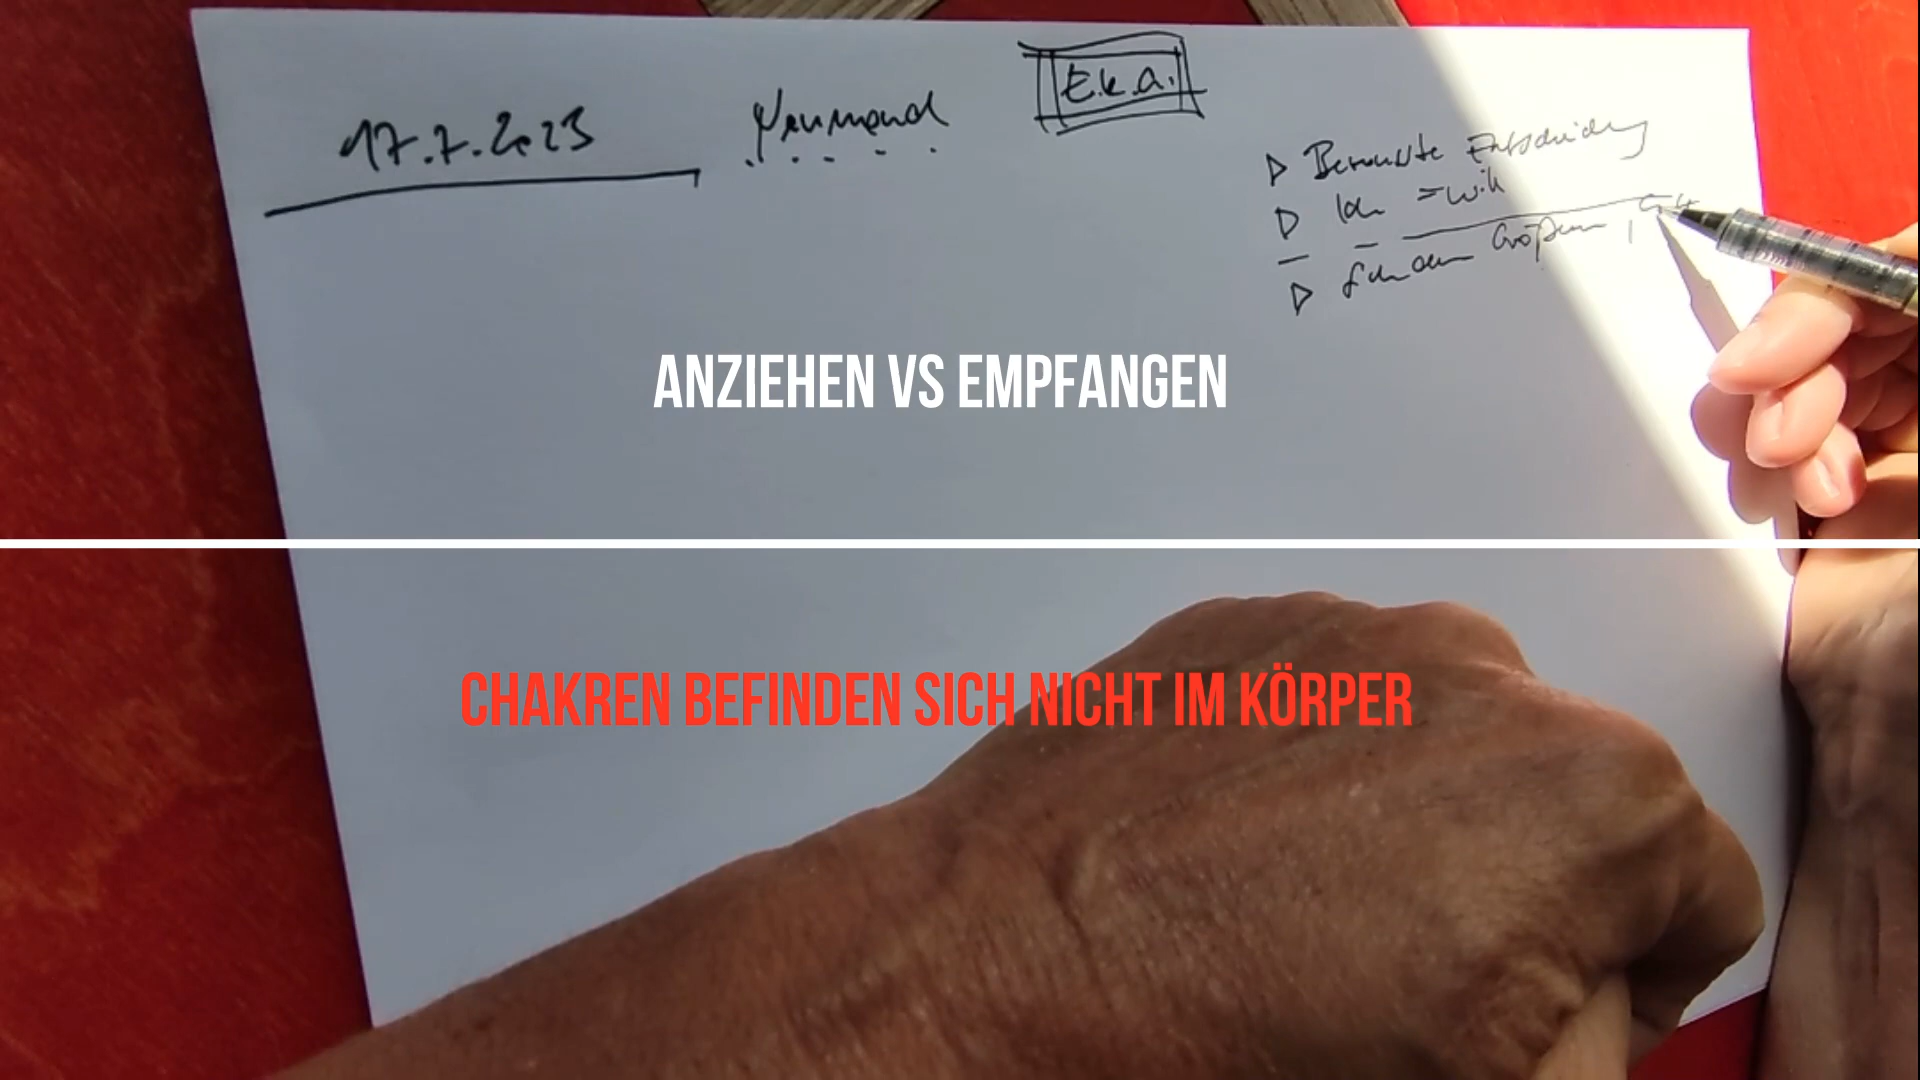 17.7.2023 Neumond E.k.a.
▷ Bewusste Entscheidung
▷ Ich = Will
▷
ANZIEHEN VS EMPFANGEN
CHAKREN BEFINDEN SICH NICHT IM KÖRPER